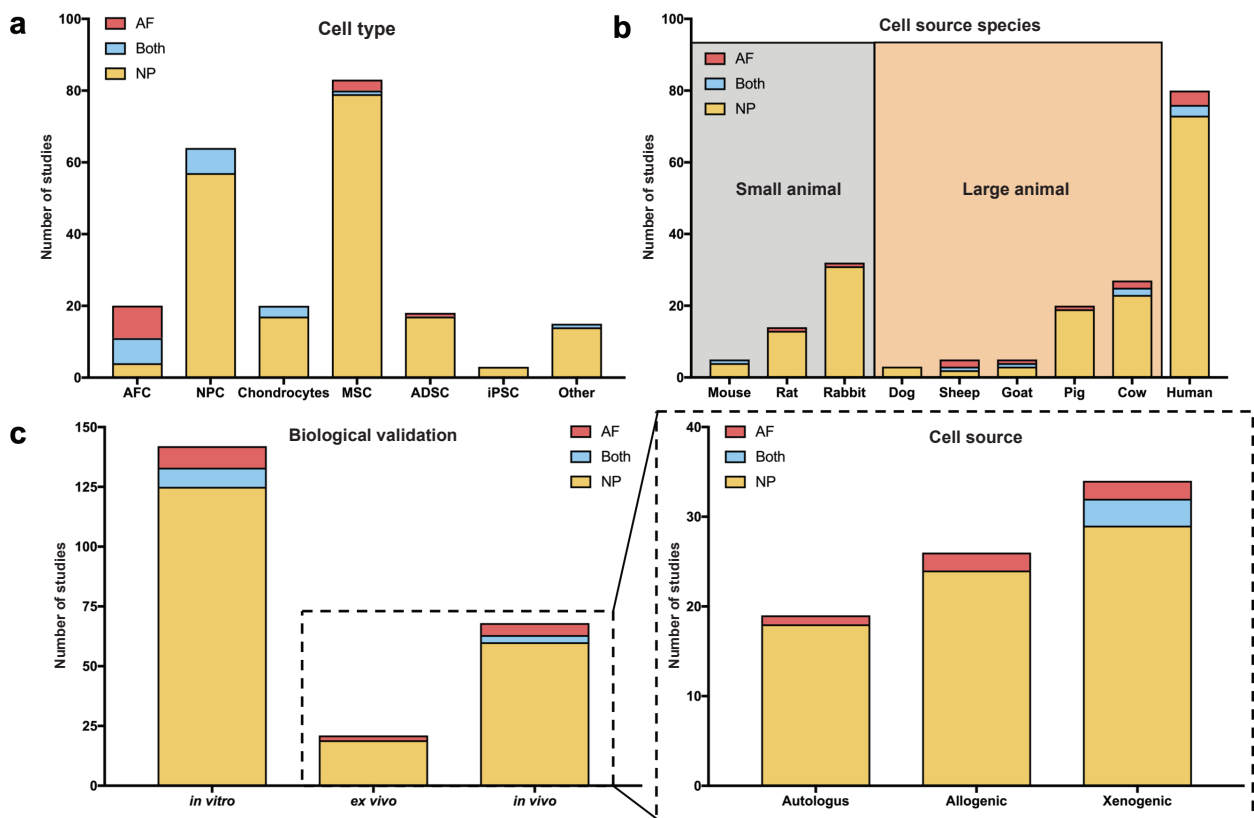 a
Cell type
AF
Both
NP
Number of studies
100
80
60
40
20
0
AFC NPC Chondrocytes MSC ADSC iPSC Other
b
Cell source species
AF
Both
NP
Small animal
Large animal
Number of studies
100
80
60
40
20
0
Mouse Rat Rabbit Dog Sheep Goat Pig Cow Human
c
Biological validation
AF
Both
NP
Number of studies
150
125
100
75
50
25
0
in vitro ex vivo in vivo
Cell source
AF
Both
NP
Number of studies
40
30
20
10
0
Autologus Allogenic Xenogenic